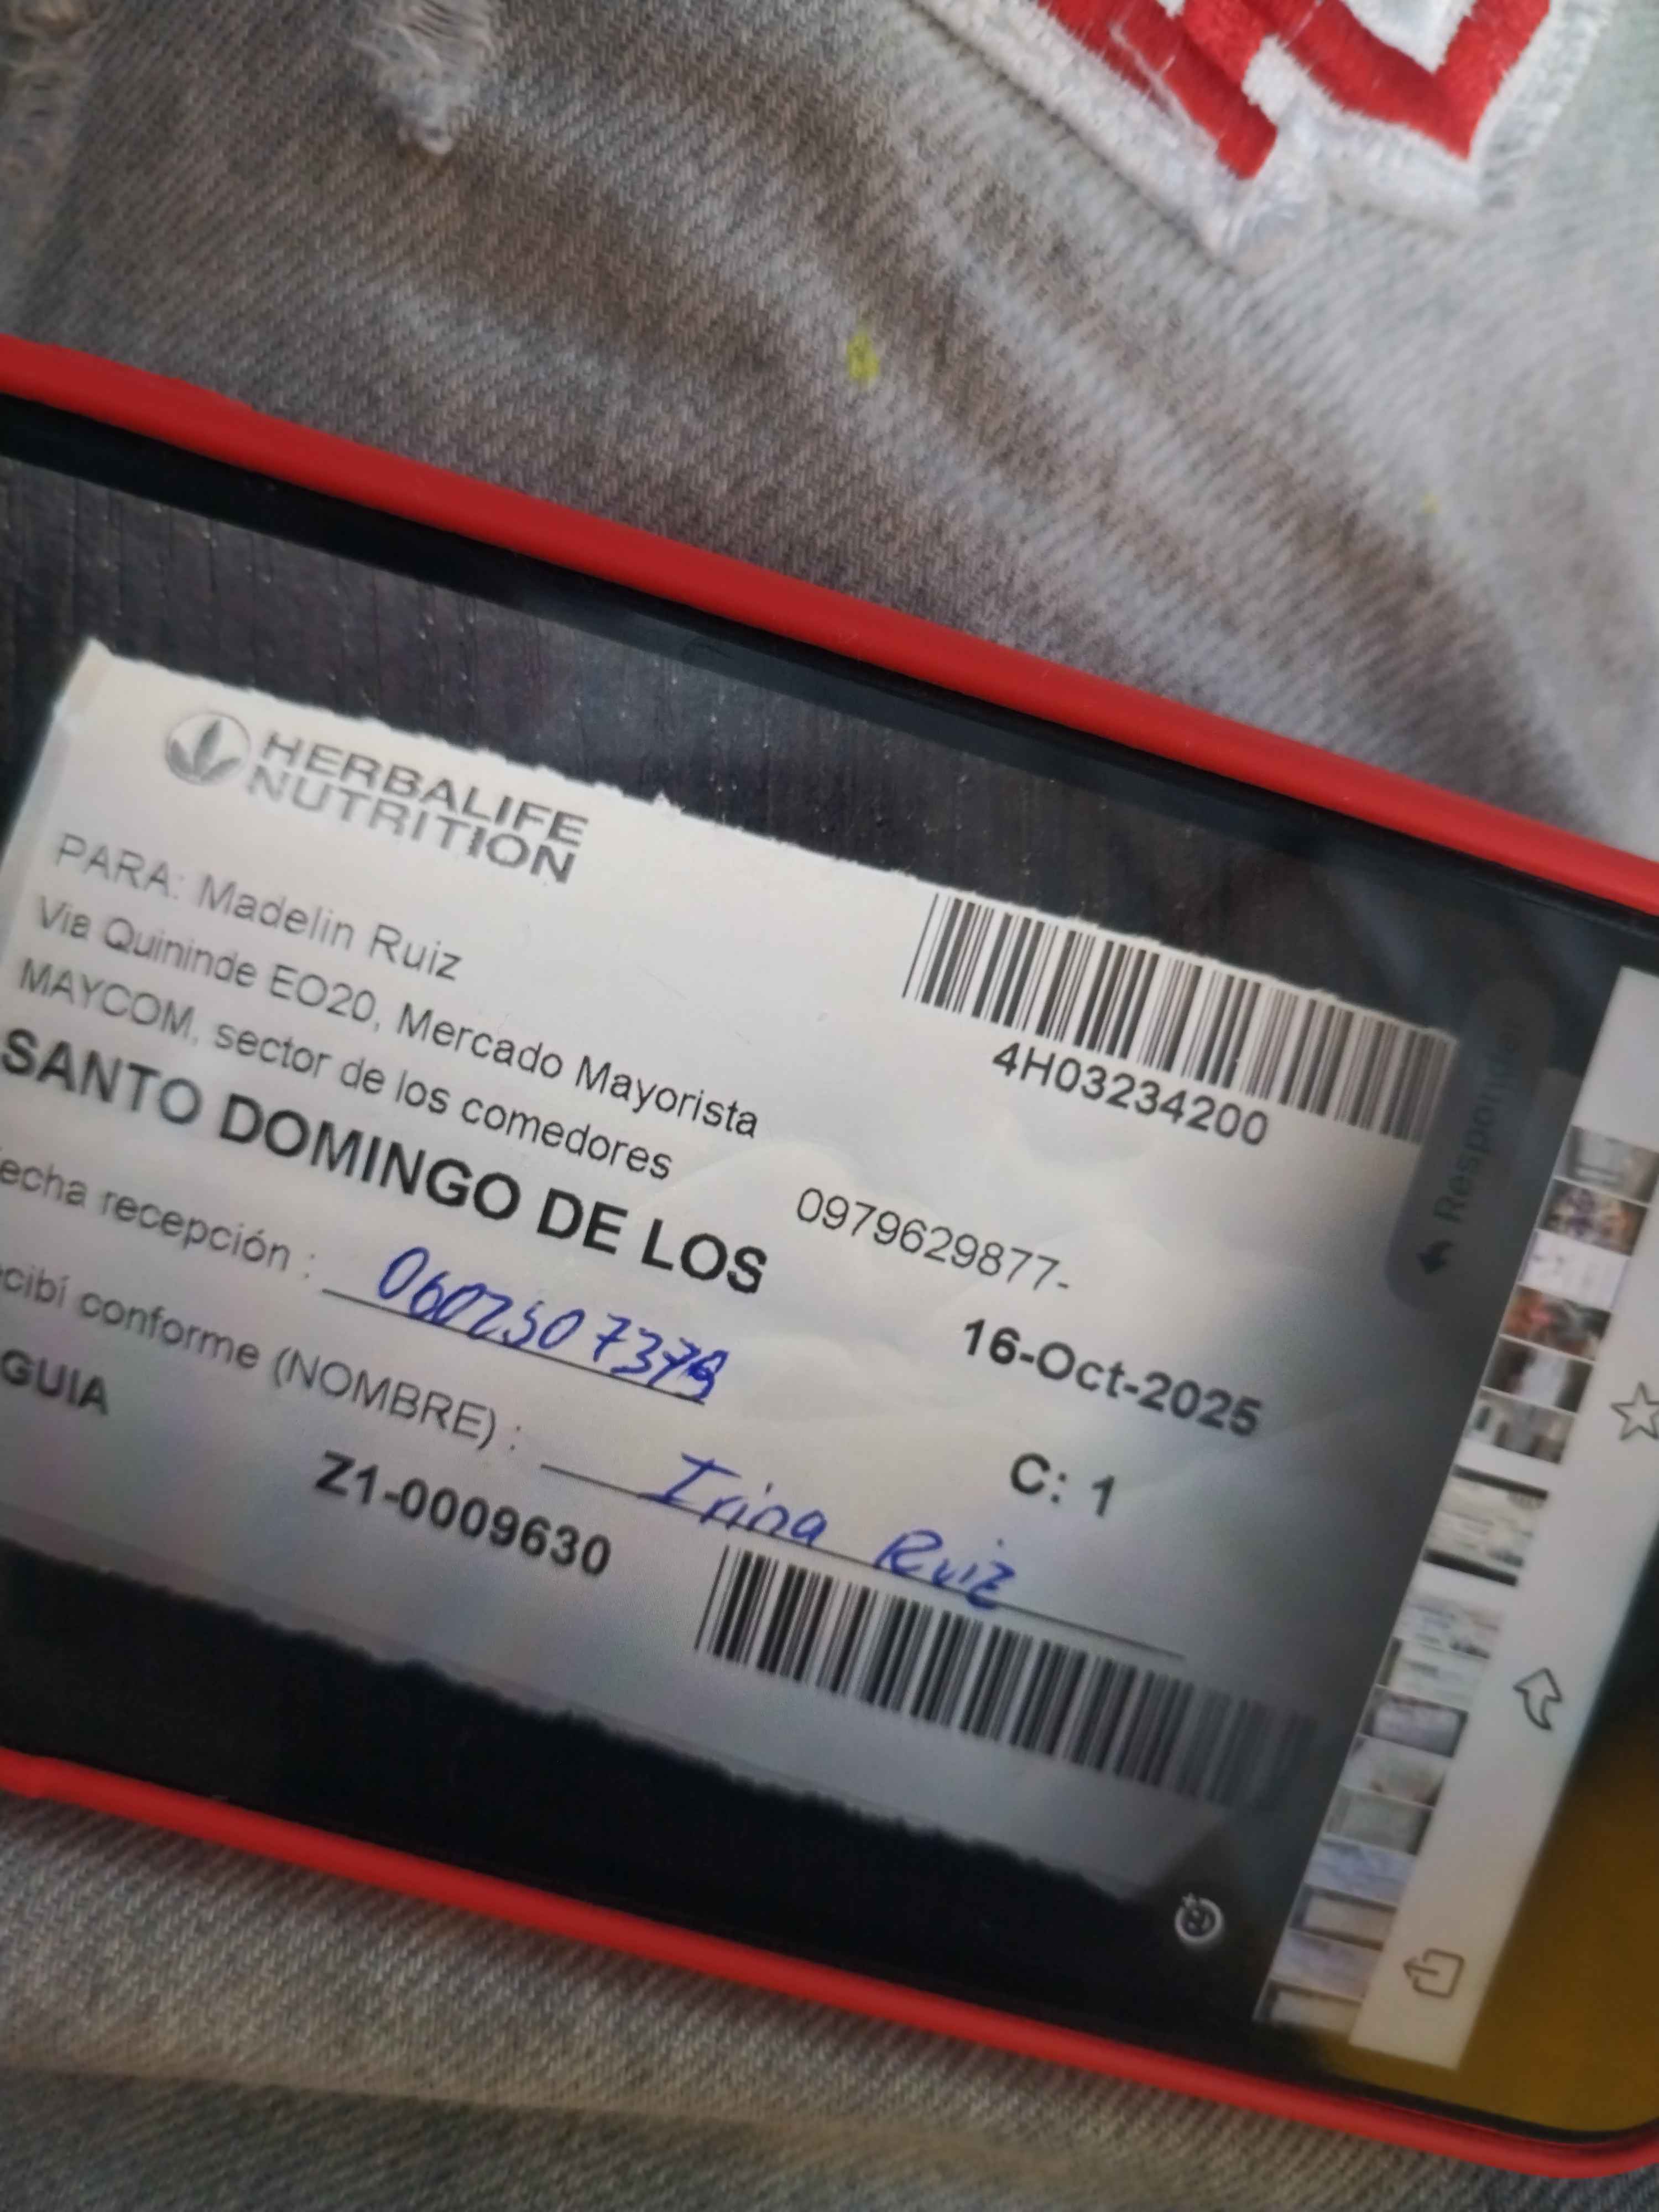 HERBALIFE
NUTRITION
4H03234200
PARA: Madelin Ruiz
Via Quininde EO20, Mercado Mayorista
MAYCOM, sector de los comedores
0979629877-
SANTO DOMINGO DE LOS
16-Oct-2025
echa recepción :
C: 1
cibí conforme (NOMBRE) : Irina Ruiz
GUIA Z1-0009630
Responder